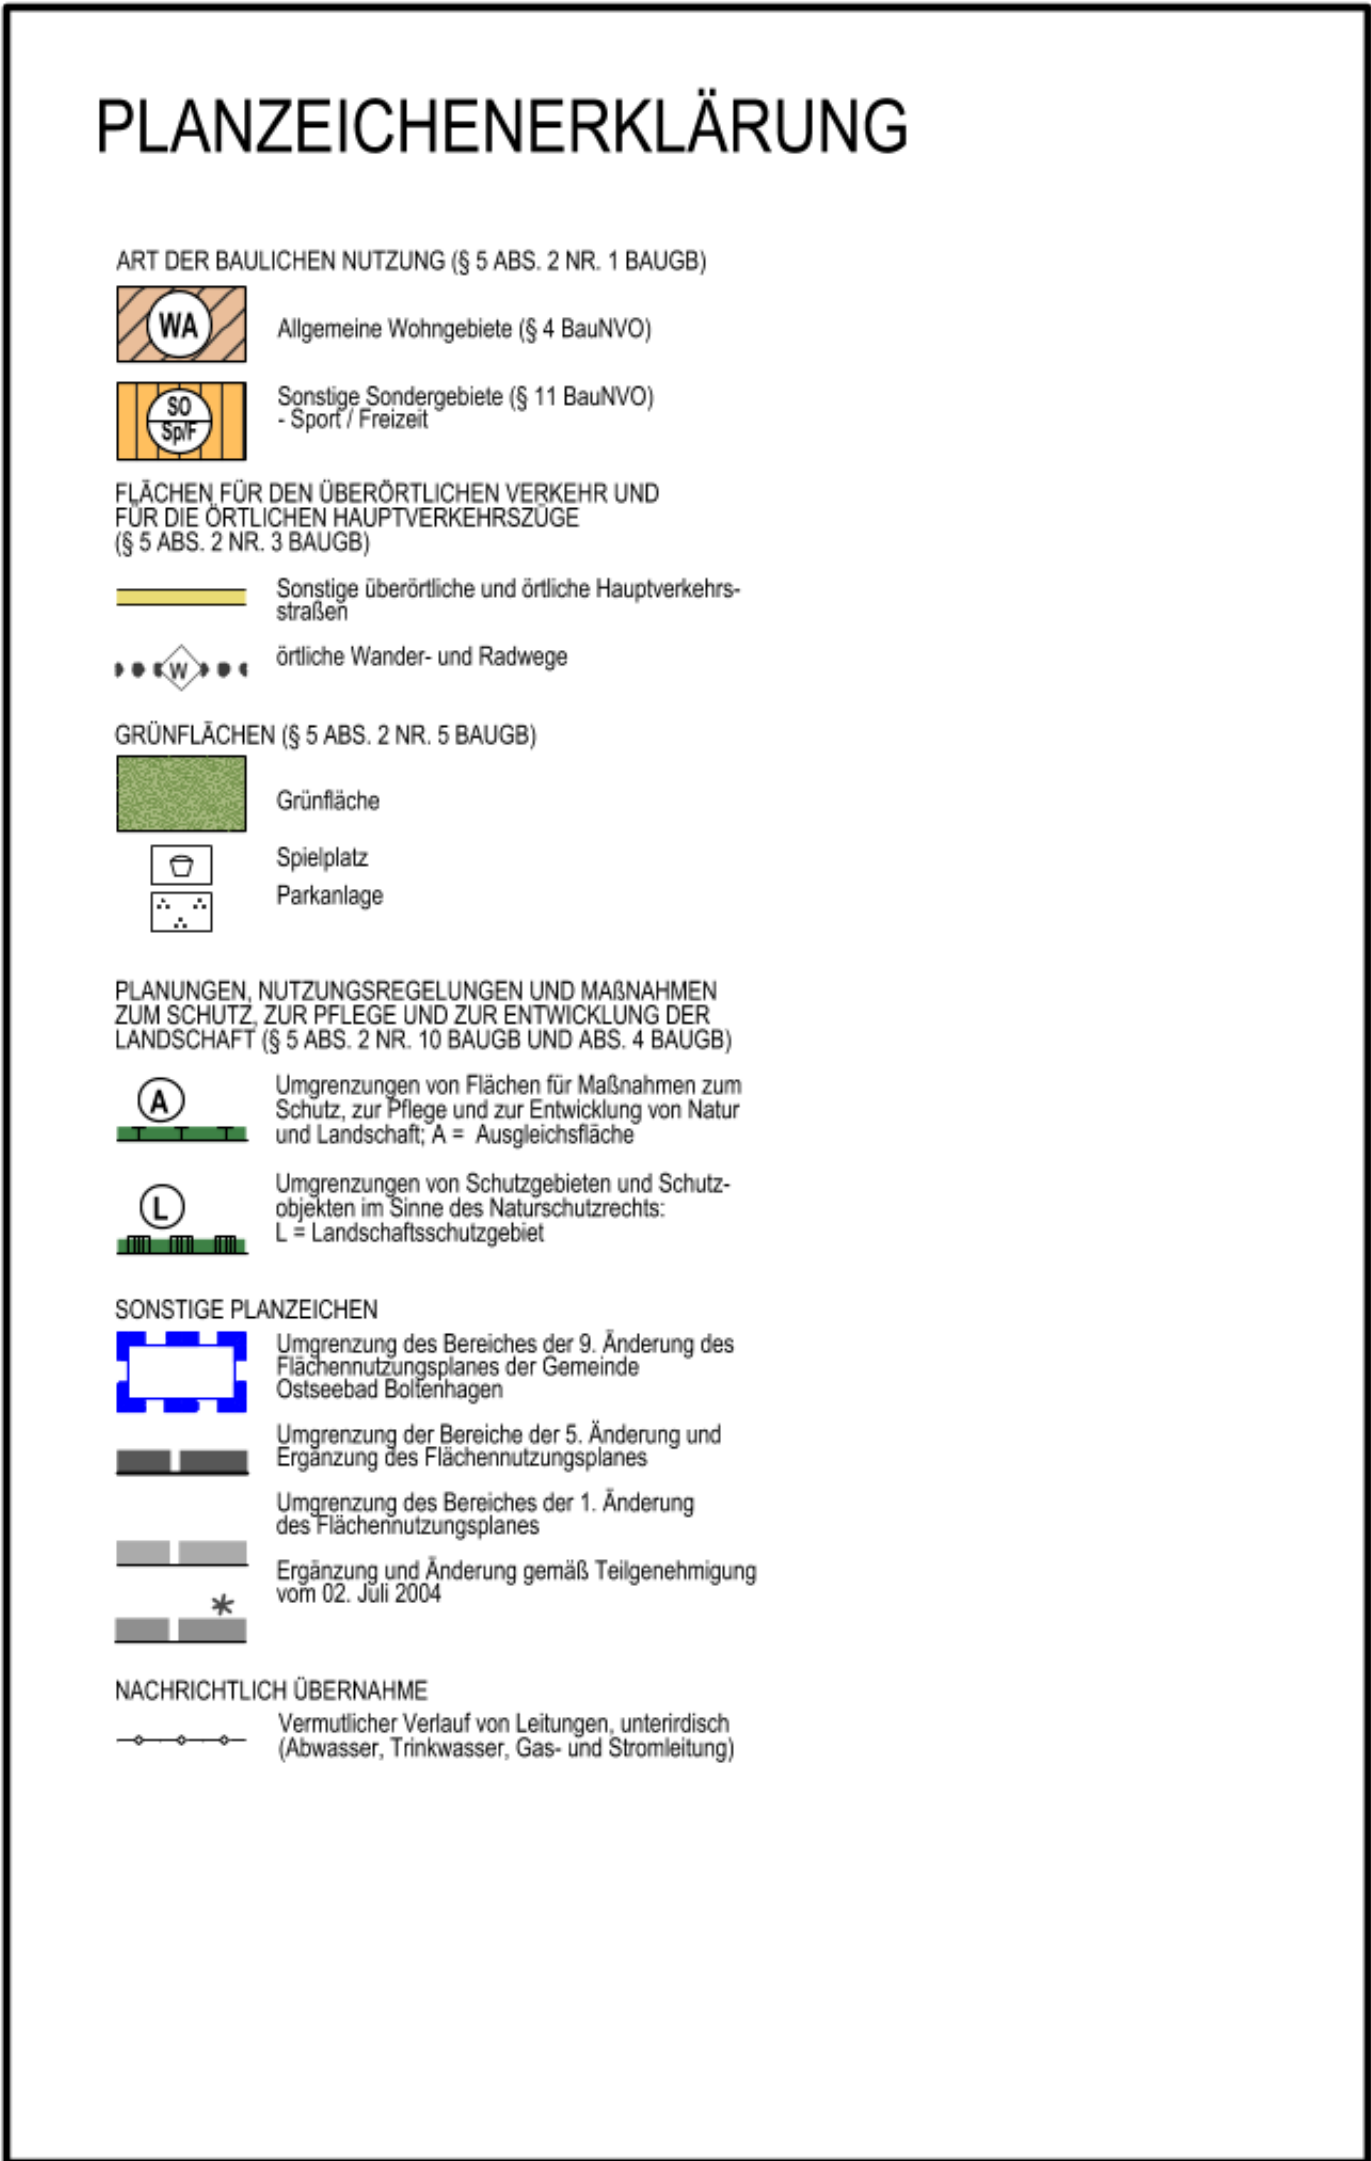 PLANZEICHENERKLÄRUNG
ART DER BAULICHEN NUTZUNG (§ 5 ABS. 2 NR. 1 BAUGB)
WA
Allgemeine Wohngebiete (§ 4 BauNVO)
SO
Sp/F
Sonstige Sondergebiete (§ 11 BauNVO)
- Sport / Freizeit
FLÄCHEN FÜR DEN ÜBERÖRTLICHEN VERKEHR UND
FÜR DIE ÖRTLICHEN HAUPTVERKEHRSZÜGE
(§ 5 ABS. 2 NR. 3 BAUGB)
Sonstige überörtliche und örtliche Hauptverkehrs-
straßen
W
örtliche Wander- und Radwege
GRÜNFLÄCHEN (§ 5 ABS. 2 NR. 5 BAUGB)
Grünfläche
Spielplatz
Parkanlage
PLANUNGEN, NUTZUNGSREGELUNGEN UND MAßNAHMEN
ZUM SCHUTZ, ZUR PFLEGE UND ZUR ENTWICKLUNG DER
LANDSCHAFT (§ 5 ABS. 2 NR. 10 BAUGB UND ABS. 4 BAUGB)
A
Umgrenzungen von Flächen für Maßnahmen zum
Schutz, zur Pflege und zur Entwicklung von Natur
und Landschaft; A = Ausgleichsfläche
L
Umgrenzungen von Schutzgebieten und Schutz-
objekten im Sinne des Naturschutzrechts:
L = Landschaftsschutzgebiet
SONSTIGE PLANZEICHEN
Umgrenzung des Bereiches der 9. Änderung des
Flächennutzungsplanes der Gemeinde
Ostseebad Boltenhagen
Umgrenzung der Bereiche der 5. Änderung und
Ergänzung des Flächennutzungsplanes
Umgrenzung des Bereiches der 1. Änderung
des Flächennutzungsplanes
Ergänzung und Änderung gemäß Teilgenehmigung
vom 02. Juli 2004
*
NACHRICHTLICH ÜBERNAHME
Vermutlicher Verlauf von Leitungen, unterirdisch
(Abwasser, Trinkwasser, Gas- und Stromleitung)